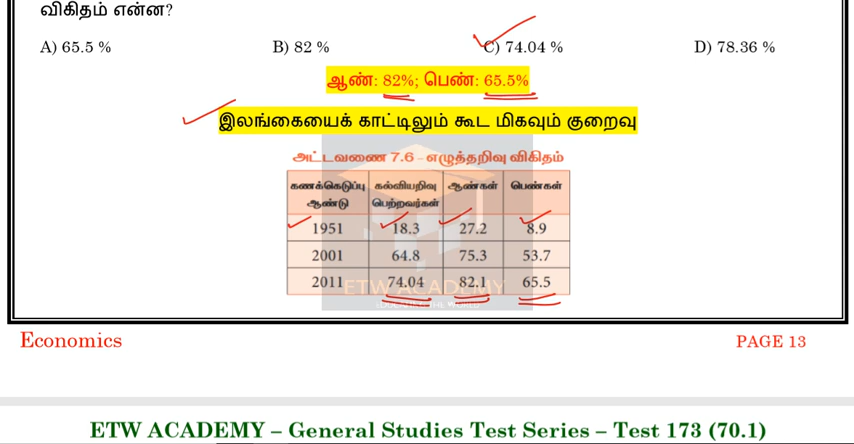 விகிதம் என்ன?
A) 65.5 %
B) 82 %
C) 74.04 %
D) 78.36 %
ஆண்: 82%; பெண்: 65.5%
இலங்கையைக் காட்டிலும் கூட மிகவும் குறைவு
அட்டவணை 7.6 – எழுத்தறிவு விகிதம்
கணக்கெடுப்பு ஆண்டு கல்வியறிவு பெற்றவர்கள் ஆண்கள் பெண்கள்
1951 18.3 27.2 8.9
2001 64.8 75.3 53.7
2011 74.04 82.1 65.5
ETW ACADEMY
Economics
PAGE 13
ETW ACADEMY – General Studies Test Series – Test 173 (70.1)